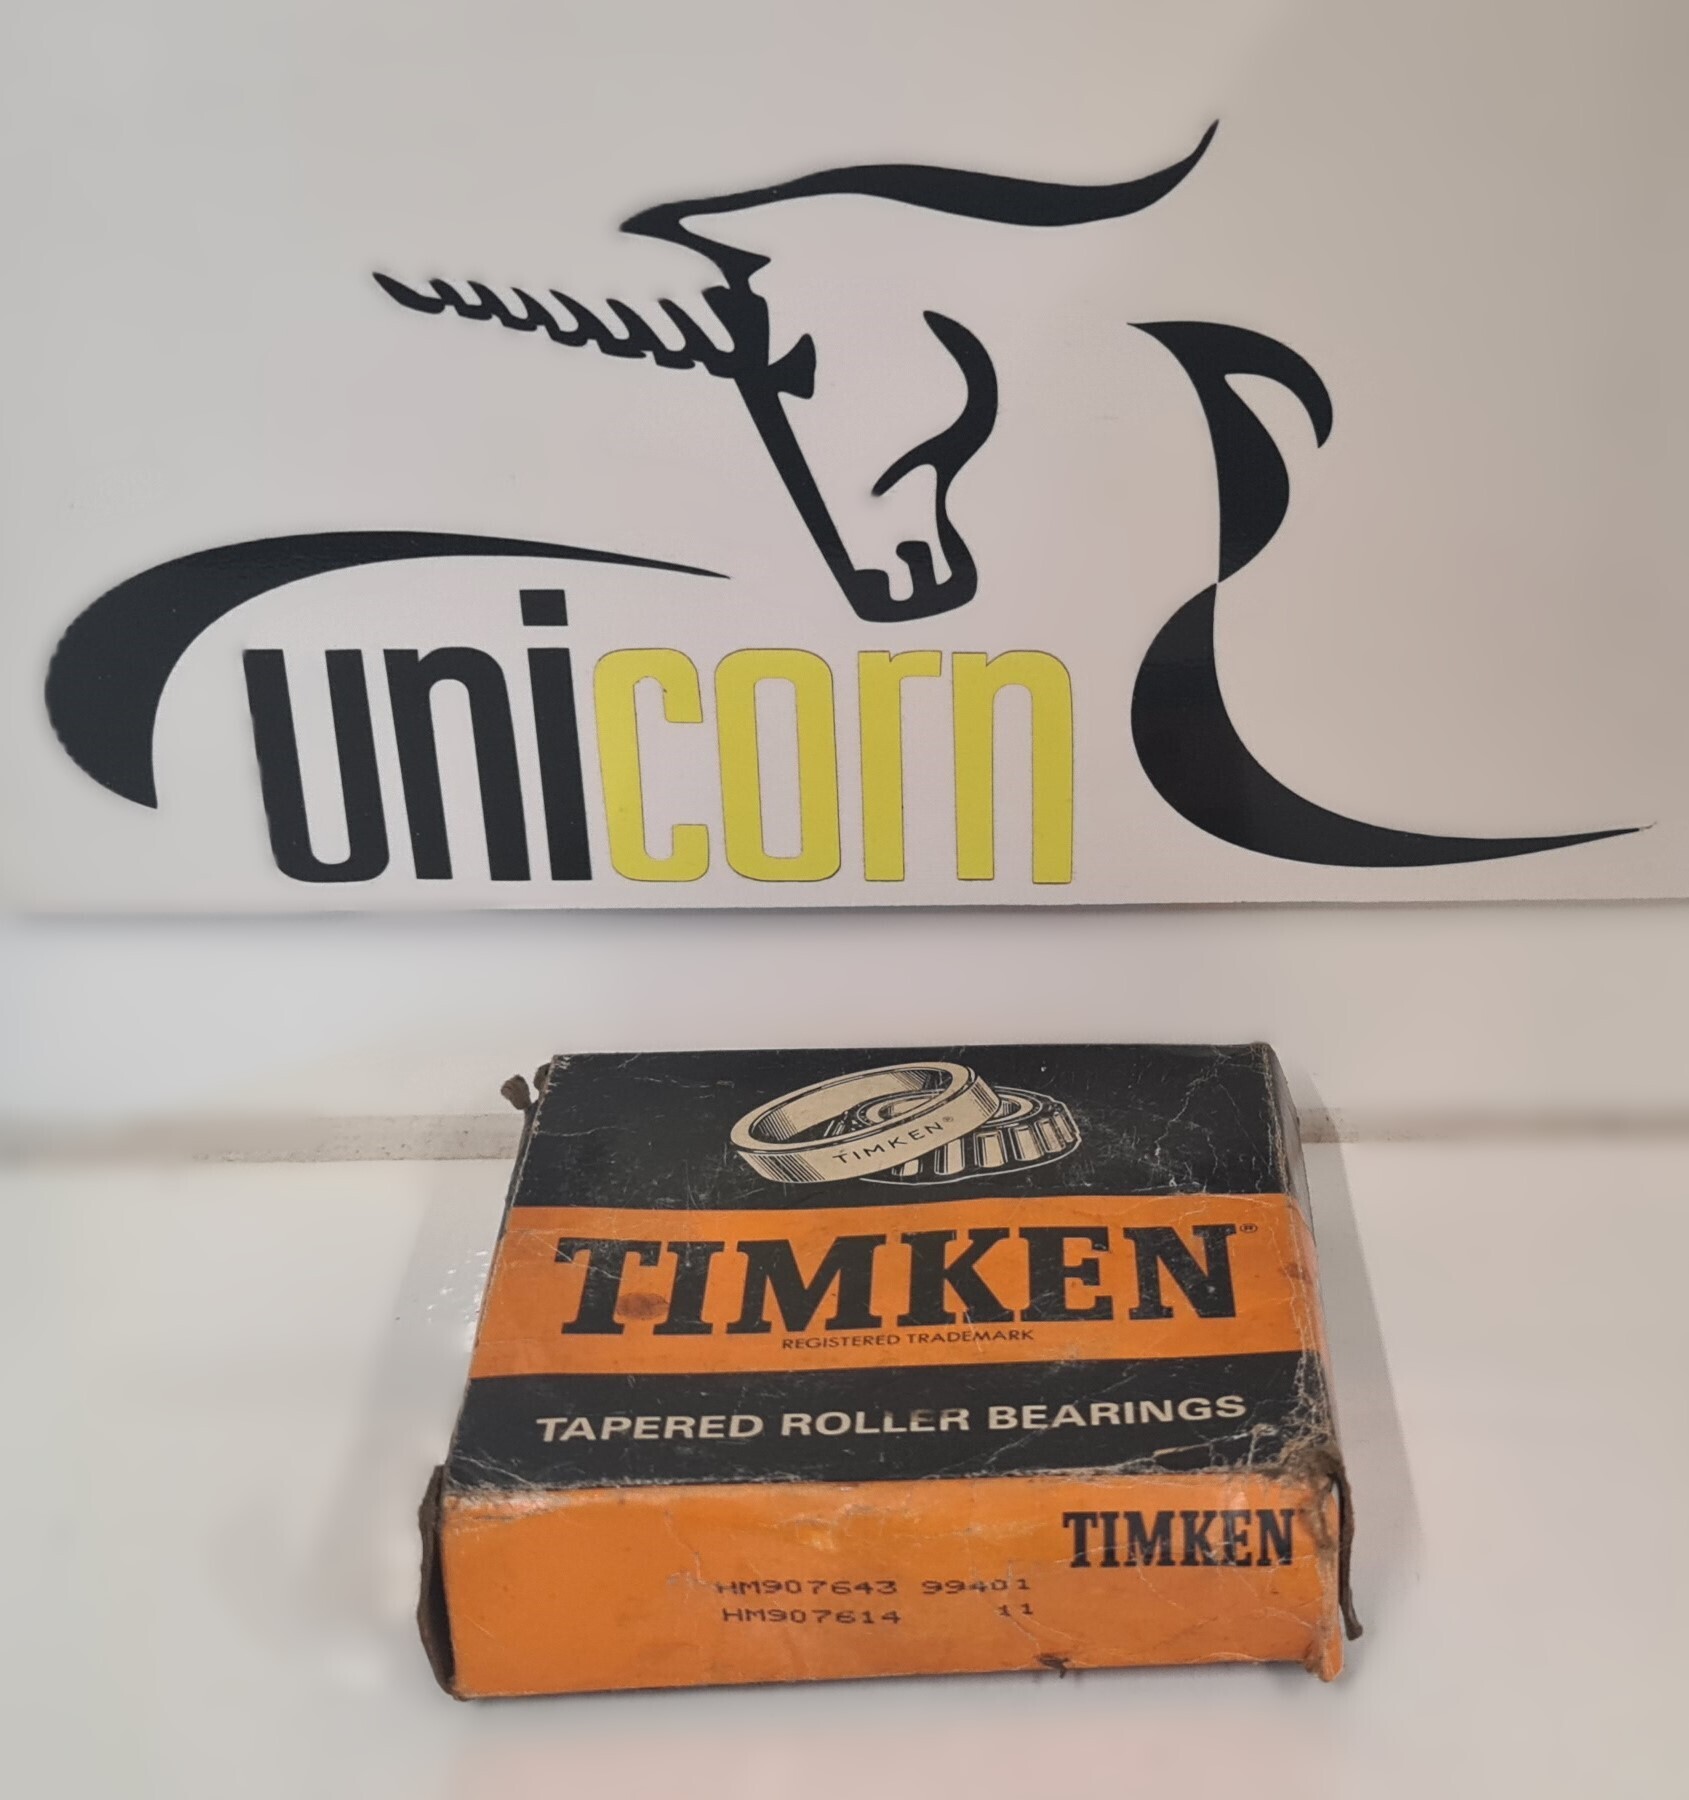 unicorn
TIMKEN®
TIMKEN®
REGISTERED TRADEMARK
TAPERED ROLLER BEARINGS
TIMKEN
HM907643 99401
HM907614 11